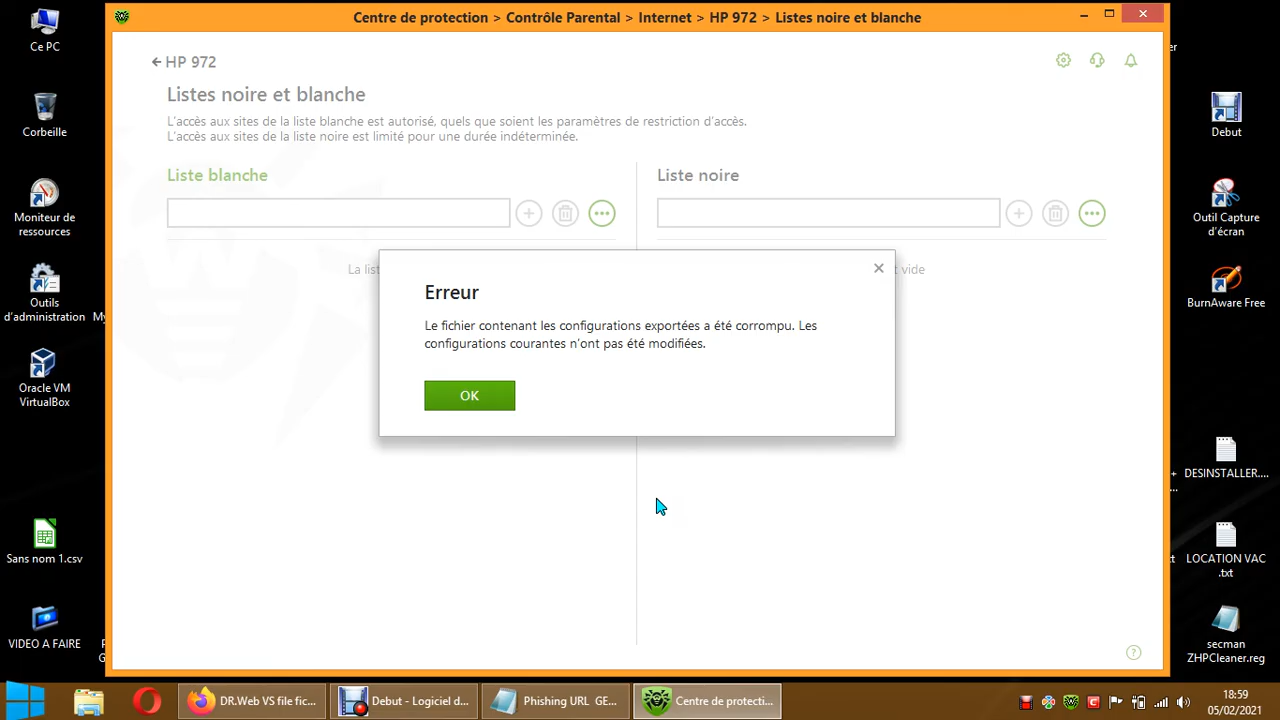 Centre de protection > Contrôle Parental > Internet > HP 972 > Listes noire et blanche
HP 972
Listes noire et blanche
L'accès aux sites de la liste blanche est autorisé, quels que soient les paramètres de restriction d'accès.
L'accès aux sites de la liste noire est limité pour une durée indéterminée.
Liste blanche
Liste noire
La list
vide
Erreur
Le fichier contenant les configurations exportées a été corrompu. Les
configurations courantes n'ont pas été modifiées.
OK
Ce PC
Corbeille
Moniteur de
ressources
Outils
d'administration
Oracle VM
VirtualBox
Sans nom 1.csv
VIDEO A FAIRE
Debut
Outil Capture
d'écran
BurnAware Free
DESINSTALLER....
LOCATION VAC
.txt
secman
ZHPCleaner.reg
DR.Web VS file fic...
Debut - Logiciel d...
Phishing URL GE...
Centre de protecti...
18:59
05/02/2021